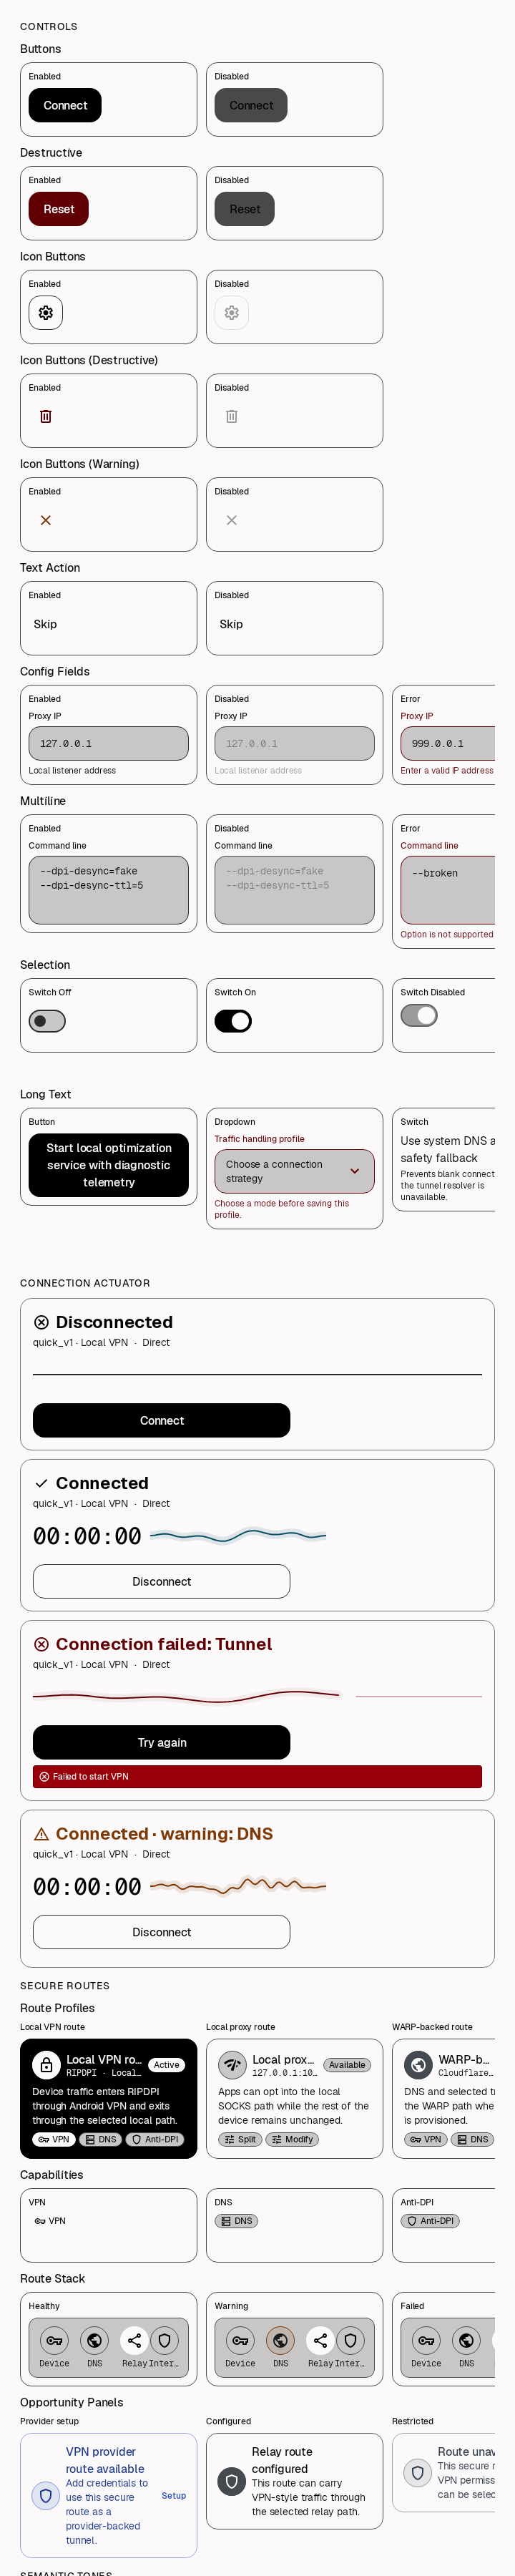 CONTROLS
Buttons
Enabled
Disabled
Connect
Connect
Destructive
Enabled
Disabled
Reset
Reset
Icon Buttons
Enabled
Disabled
Icon Buttons (Destructive)
Enabled
Disabled
Icon Buttons (Warning)
Enabled
Disabled
Text Action
Enabled
Disabled
Skip
Skip
Config Fields
Enabled
Disabled
Error
Proxy IP
Proxy IP
Proxy IP
127.0.0.1
127.0.0.1
999.0.0.1
Local listener address
Local listener address
Enter a valid IP address
Multiline
Enabled
Disabled
Error
Command line
Command line
Command line
--dpi-desync=fake
--dpi-desync-ttl=5
--dpi-desync=fake
--dpi-desync-ttl=5
--broken
Option is not supported
Selection
Switch Off
Switch On
Switch Disabled
Long Text
Button
Start local optimization
service with diagnostic
telemetry
Dropdown
Traffic handling profile
Choose a connection
strategy
Choose a mode before saving this
profile.
Switch
Use system DNS a
safety fallback
Prevents blank connect
the tunnel resolver is
unavailable.
CONNECTION ACTUATOR
Disconnected
quick_v1 · Local VPN · Direct
Connect
Connected
quick_v1 · Local VPN · Direct
00:00:00
Disconnect
Connection failed: Tunnel
quick_v1 · Local VPN · Direct
Try again
Failed to start VPN
Connected · warning: DNS
quick_v1 · Local VPN · Direct
00:00:00
Disconnect
SECURE ROUTES
Route Profiles
Local VPN route
Local VPN ro…
RIPDPI · Local…
Active
Device traffic enters RIPDPI
through Android VPN and exits
through the selected local path.
VPN
DNS
Anti-DPI
Local proxy route
Local prox…
127.0.0.1:10…
Available
Apps can opt into the local
SOCKS path while the rest of the
device remains unchanged.
Split
Modify
WARP-backed route
WARP-b…
Cloudflare…
DNS and selected t
the WARP path whe
is provisioned.
VPN
DNS
Capabilities
VPN
VPN
DNS
DNS
Anti-DPI
Anti-DPI
Route Stack
Healthy
Device
DNS
Relay
Inter…
Warning
Device
DNS
Relay
Inter…
Failed
Device
DNS
Opportunity Panels
Provider setup
VPN provider
route available
Add credentials to
use this secure
route as a
provider-backed
tunnel.
Setup
Configured
Relay route
configured
This route can carry
VPN-style traffic through
the selected relay path.
Restricted
Route unav
This secure r
VPN permiss
can be selec
SEMANTIC TONES